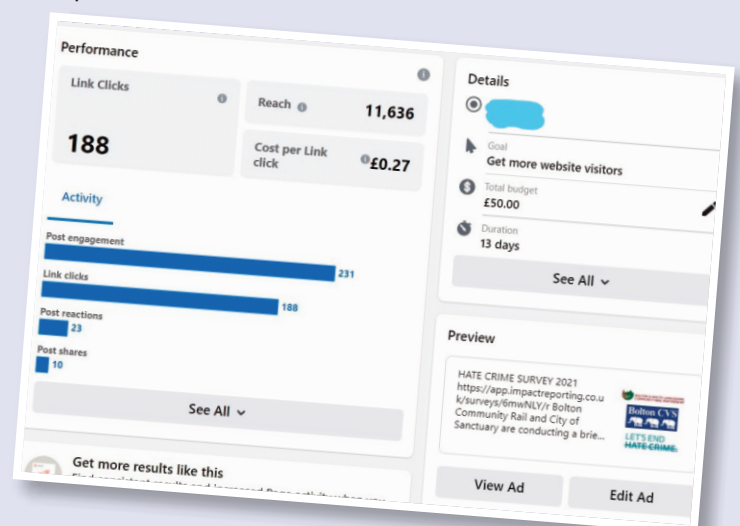 Performance
Link Clicks
188
Reach
11,636
Cost per Link
click
£0.27
Activity
Post engagement
231
Link clicks
188
Post reactions
23
Post shares
10
See All
Get more results like this
Details
Goal
Get more website visitors
Total budget
£50.00
Duration
13 days
See All
Preview
HATE CRIME SURVEY 2021
https://app.impactreporting.co.u
k/surveys/6mwNLY/r Bolton
Community Rail and City of
Sanctuary are conducting a brie...
Bolton CVS
LET'S END
HATE CRIME.
View Ad
Edit Ad